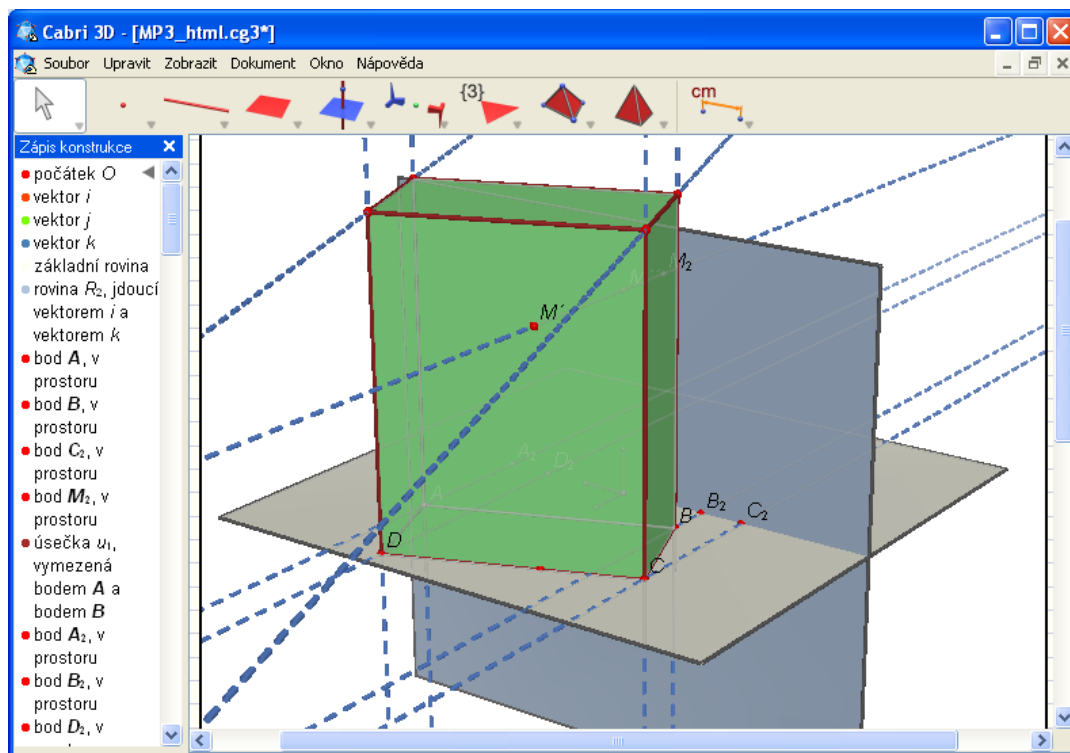 Cabri 3D - [MP3_html.cg3*]
Soubor Upravit Zobrazit Dokument Okno Nápověda
{3} cm
Zápis konstrukce
počátek O
vektor i
vektor j
vektor k
základní rovina
rovina R₂, jdoucí
vektorem i a
vektorem k
bod A, v
prostoru
bod B, v
prostoru
bod C₂, v
prostoru
bod M₂, v
prostoru
úsečka u₁,
vymezená
bodem A a
bodem B
bod A₂, v
prostoru
bod B₂, v
prostoru
bod D₂, v
M₂
M´
A₂
D₂
A
B
B₂
C₂
D
C